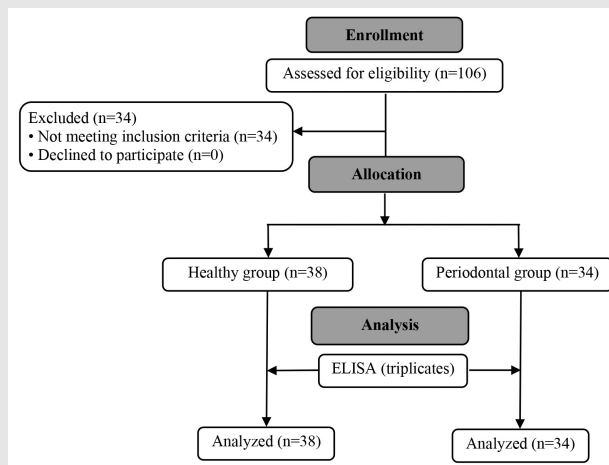 Enrollment
Assessed for eligibility (n=106)
Excluded (n=34)
• Not meeting inclusion criteria (n=34)
• Declined to participate (n=0)
Allocation
Healthy group (n=38)
Periodontal group (n=34)
Analysis
ELISA (triplicates)
Analyzed (n=38)
Analyzed (n=34)